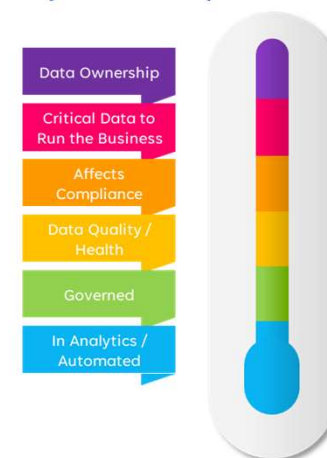 Data Ownership
Critical Data to
Run the Business
Affects
Compliance
Data Quality /
Health
Governed
In Analytics /
Automated